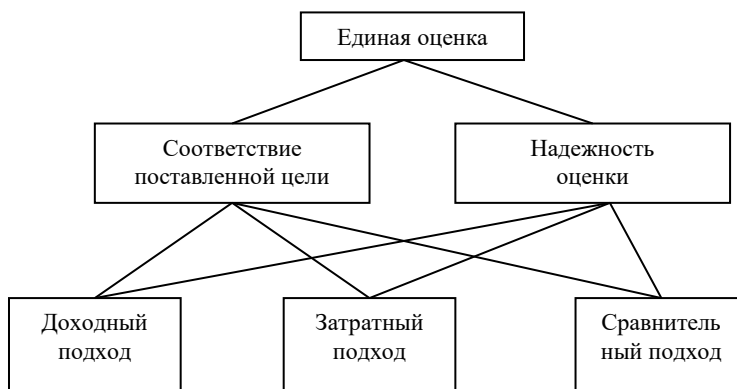 Единая оценка
Соответствие
поставленной цели
Надежность
оценки
Доходный
подход
Затратный
подход
Сравнитель
ный подход